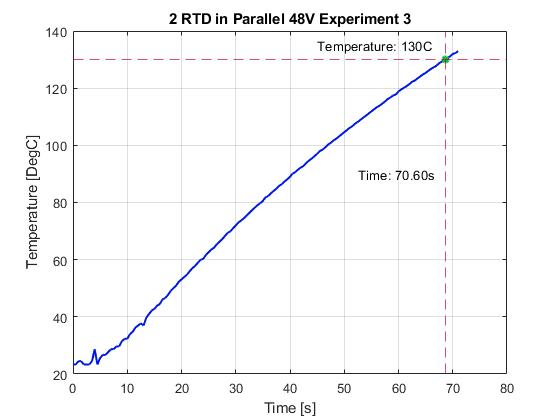 2 RTD in Parallel 48V Experiment 3
140
Temperature: 130C
120
100
Time: 70.60s
80
60
40
20
Temperature [DegC]
0 10 20 30 40 50 60 70 80
Time [s]